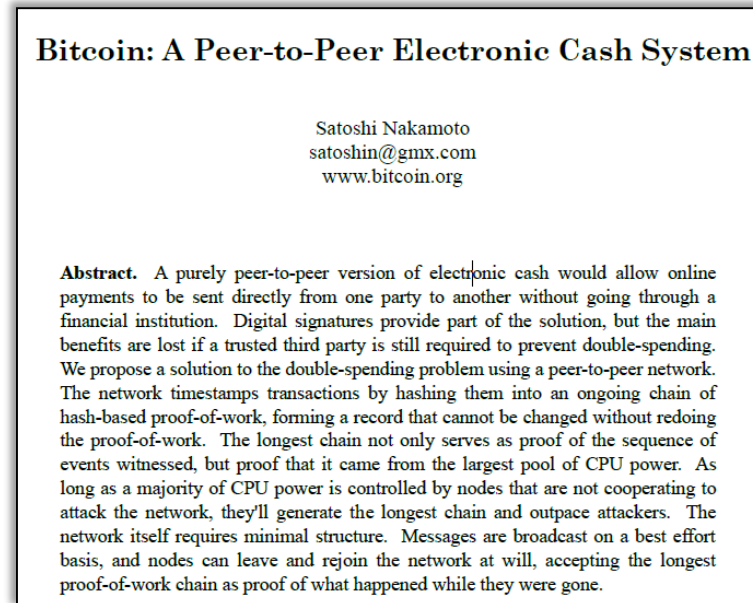 Bitcoin: A Peer-to-Peer Electronic Cash System
Satoshi Nakamoto
satoshin@gmx.com
www.bitcoin.org
Abstract. A purely peer-to-peer version of electronic cash would allow online
payments to be sent directly from one party to another without going through a
financial institution. Digital signatures provide part of the solution, but the main
benefits are lost if a trusted third party is still required to prevent double-spending.
We propose a solution to the double-spending problem using a peer-to-peer network.
The network timestamps transactions by hashing them into an ongoing chain of
hash-based proof-of-work, forming a record that cannot be changed without redoing
the proof-of-work. The longest chain not only serves as proof of the sequence of
events witnessed, but proof that it came from the largest pool of CPU power. As
long as a majority of CPU power is controlled by nodes that are not cooperating to
attack the network, they'll generate the longest chain and outpace attackers. The
network itself requires minimal structure. Messages are broadcast on a best effort
basis, and nodes can leave and rejoin the network at will, accepting the longest
proof-of-work chain as proof of what happened while they were gone.